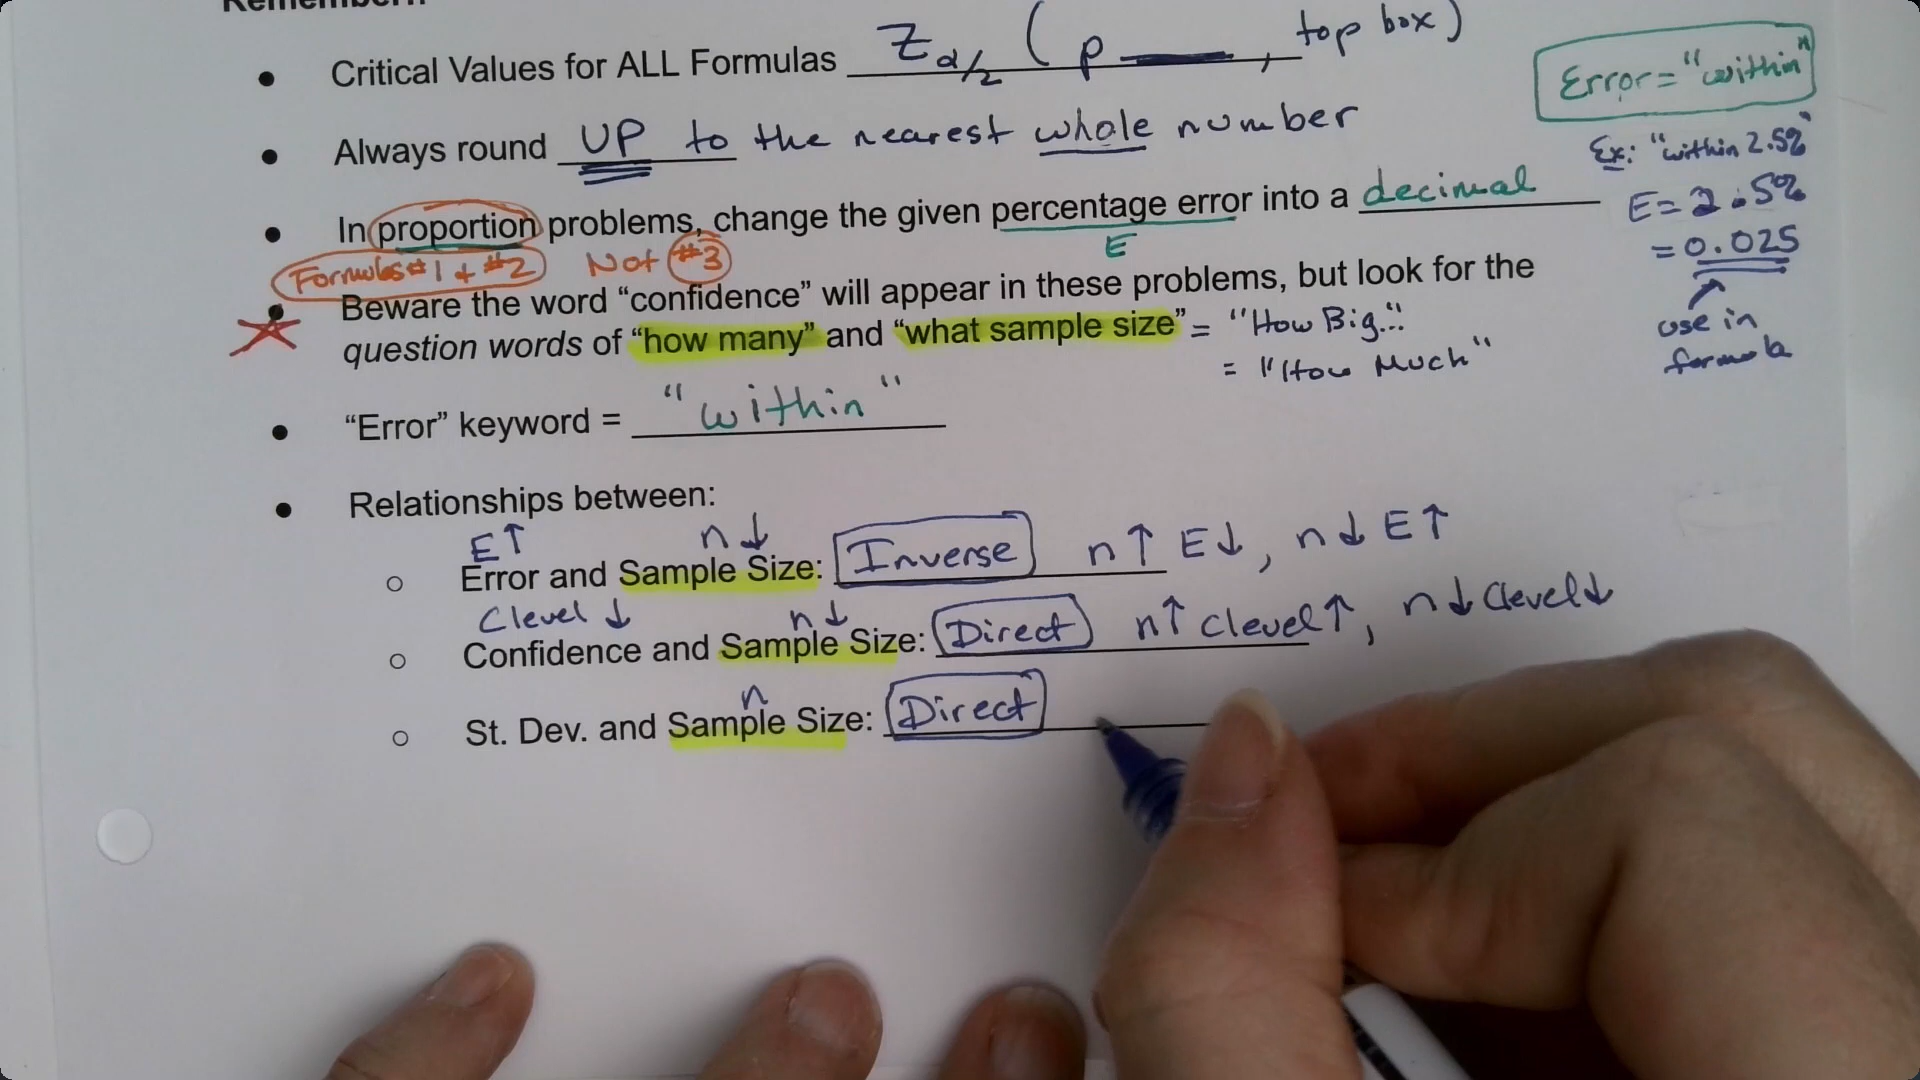 Remember!!
• Critical Values for ALL Formulas Zα/2 ( p ___ , top box)
Error = "within"
• Always round UP to the nearest whole number
Ex: "within 2.5%"
• In proportion problems, change the given percentage error into a decimal
E
E = 2.5%
= 0.025
use in
formula
Formulas #1 + #2 Not #3
• Beware the word “confidence” will appear in these problems, but look for the
question words of “how many” and “what sample size” = "How Big..."
= "How Much"
• “Error” keyword = "within"
• Relationships between:
E↑ n↓
○ Error and Sample Size: Inverse n↑ E↓, n↓ E↑
Clevel ↓ n↓
○ Confidence and Sample Size: Direct n↑ Clevel↑, n↓ Clevel↓
n
○ St. Dev. and Sample Size: Direct